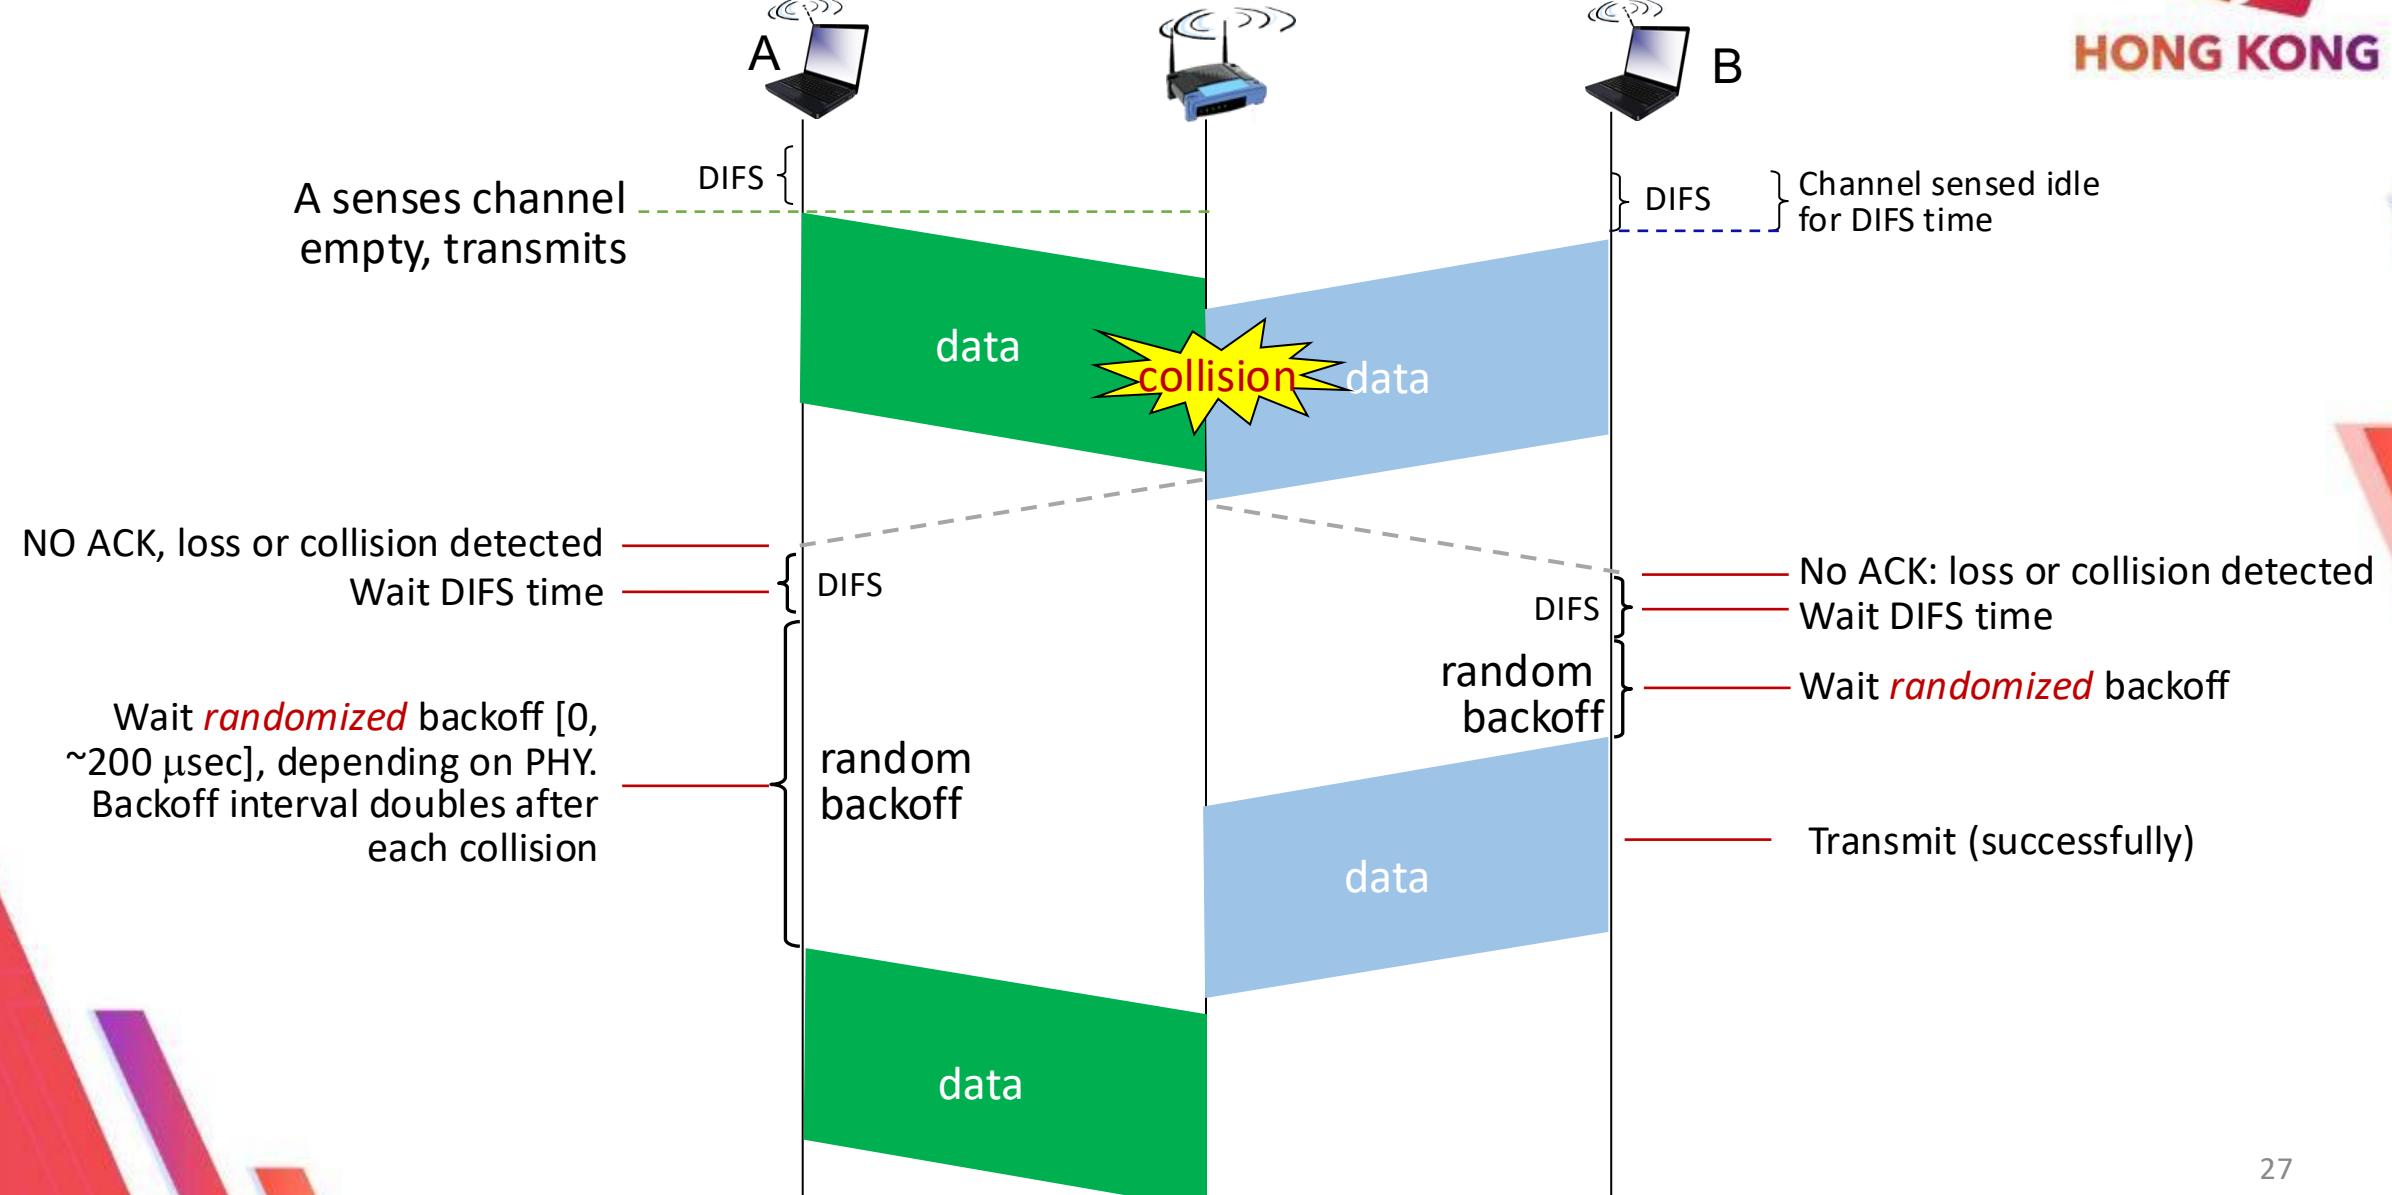 HONG KONG
A
B
DIFS
A senses channel
empty, transmits
DIFS
Channel sensed idle
for DIFS time
data
collision
data
NO ACK, loss or collision detected
Wait DIFS time
DIFS
No ACK: loss or collision detected
DIFS
Wait DIFS time
random
backoff
Wait randomized backoff
Wait randomized backoff [0,
~200 μsec], depending on PHY.
Backoff interval doubles after
each collision
random
backoff
data
Transmit (successfully)
data
27